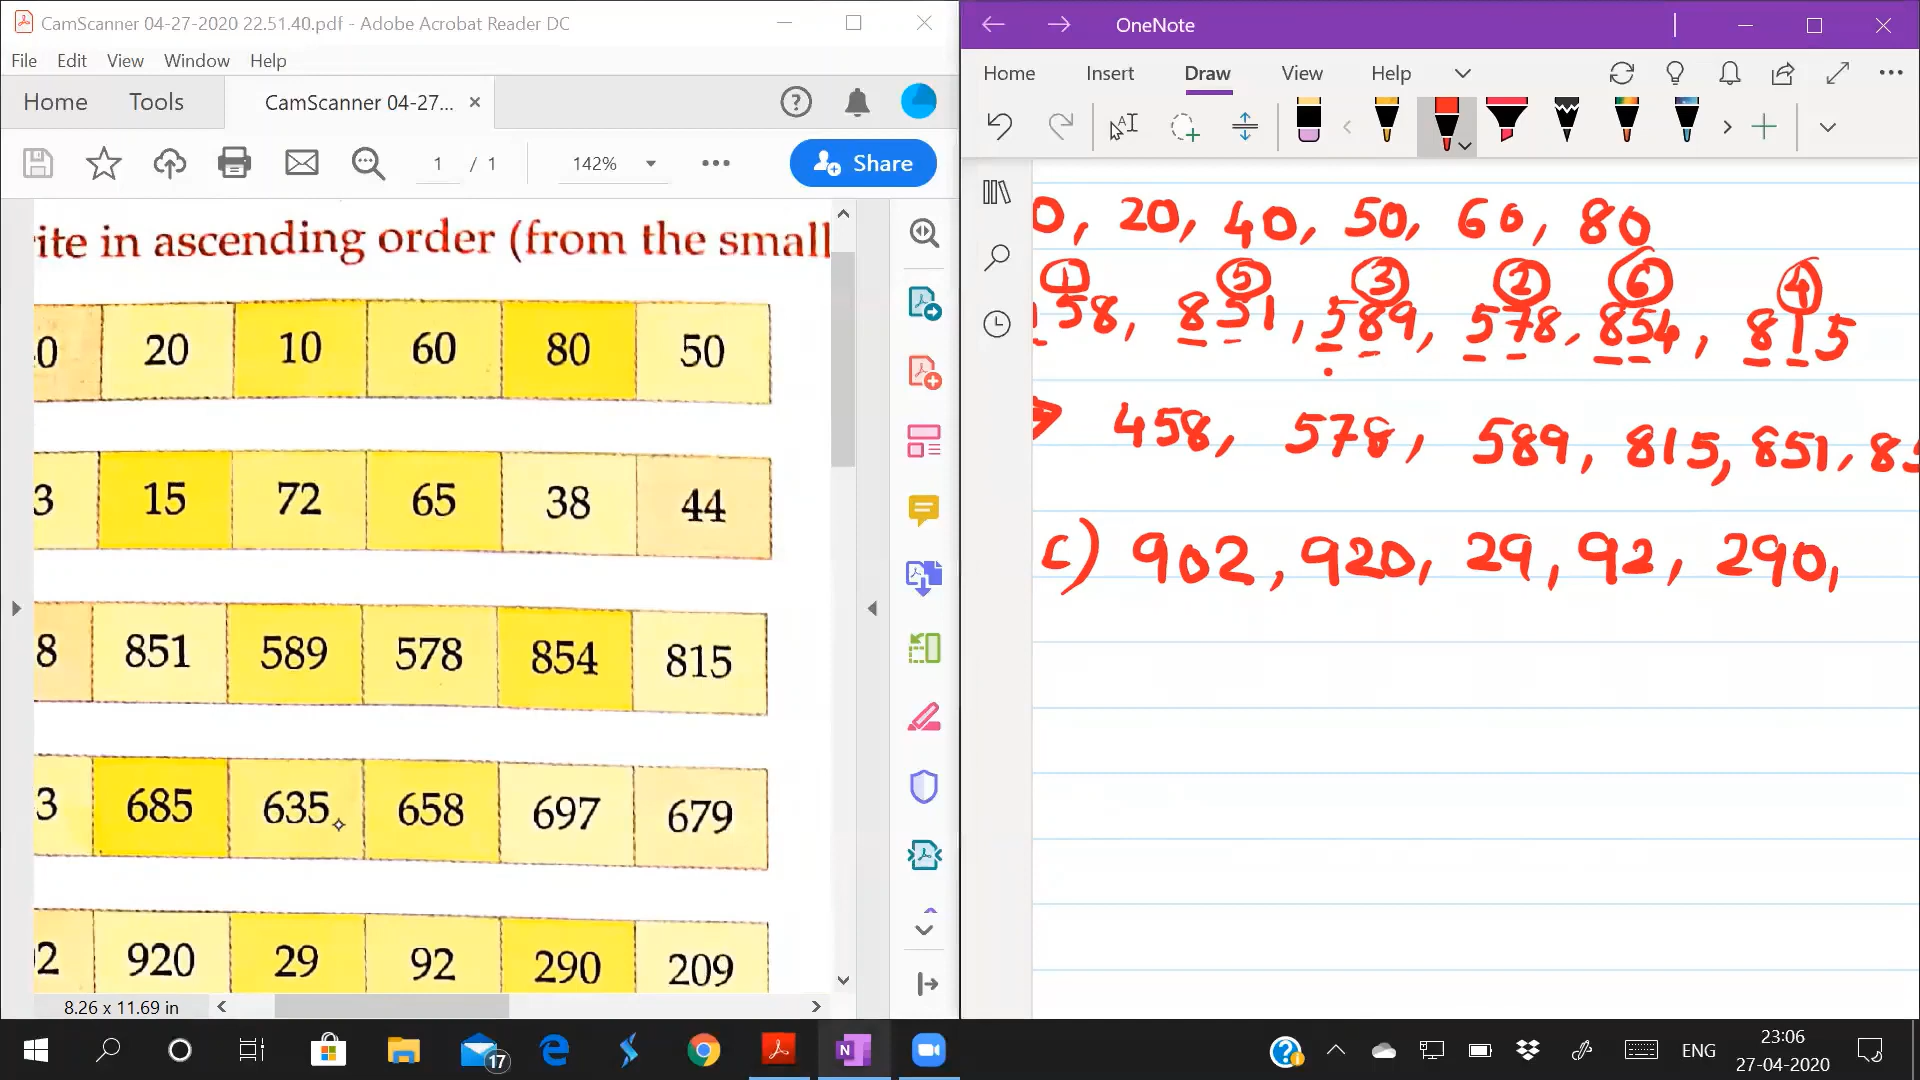 CamScanner 04-27-2020 22.51.40.pdf - Adobe Acrobat Reader DC
File Edit View Window Help
Home Tools CamScanner 04-27... ×
1 / 1 142% Share
ite in ascending order (from the small
0 20 10 60 80 50
3 15 72 65 38 44
8 851 589 578 854 815
3 685 635 658 697 679
2 920 29 92 290 209
8.26 x 11.69 in
OneNote
Home Insert Draw View Help
0, 20, 40, 50, 60, 80
1 5 3 2 6 4
58, 851, 589, 578, 854, 815
458, 578, 589, 815, 851, 85
c) 902, 920, 29, 92, 290,
17
N
ENG
23:06
27-04-2020